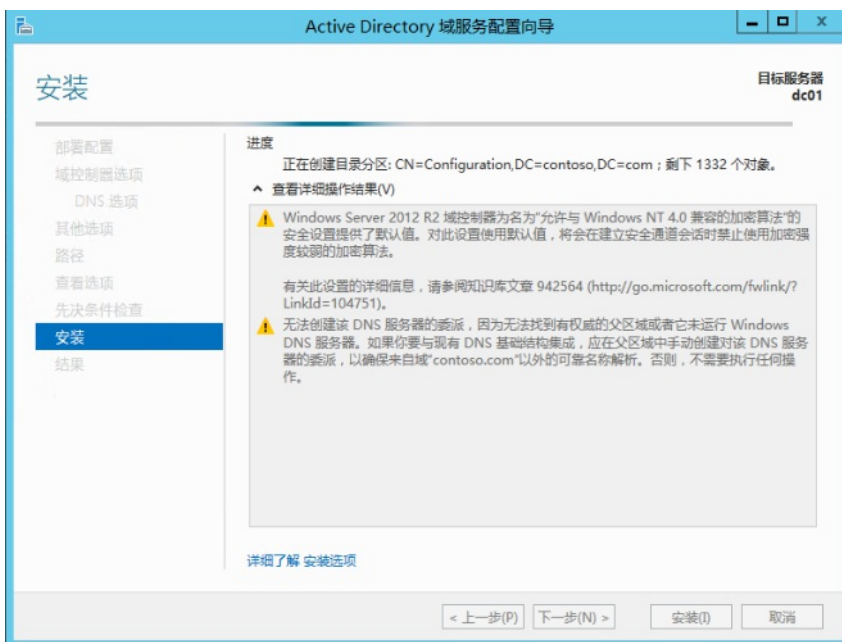 Active Directory 域服务配置向导
安装
目标服务器
dc01
部署配置
域控制器选项
DNS 选项
其他选项
路径
查看选项
先决条件检查
安装
结果
进度
正在创建目录分区: CN=Configuration,DC=contoso,DC=com；剩下 1332 个对象。
查看详细操作结果(V)
Windows Server 2012 R2 域控制器为名为“允许与 Windows NT 4.0 兼容的加密算法”的
安全设置提供了默认值。对此设置使用默认值，将会在建立安全通道会话时禁止使用加密强
度较弱的加密算法。
有关此设置的详细信息，请参阅知识库文章 942564 (http://go.microsoft.com/fwlink/?
LinkId=104751)。
无法创建该 DNS 服务器的委派，因为无法找到有权威的父区域或者它未运行 Windows
DNS 服务器。如果你要与现有 DNS 基础结构集成，应在父区域中手动创建对该 DNS 服务
器的委派，以确保来自域“contoso.com”以外的可靠名称解析。否则，不需要执行任何操
作。
详细了解 安装选项
< 上一步(P)
下一步(N) >
安装(I)
取消